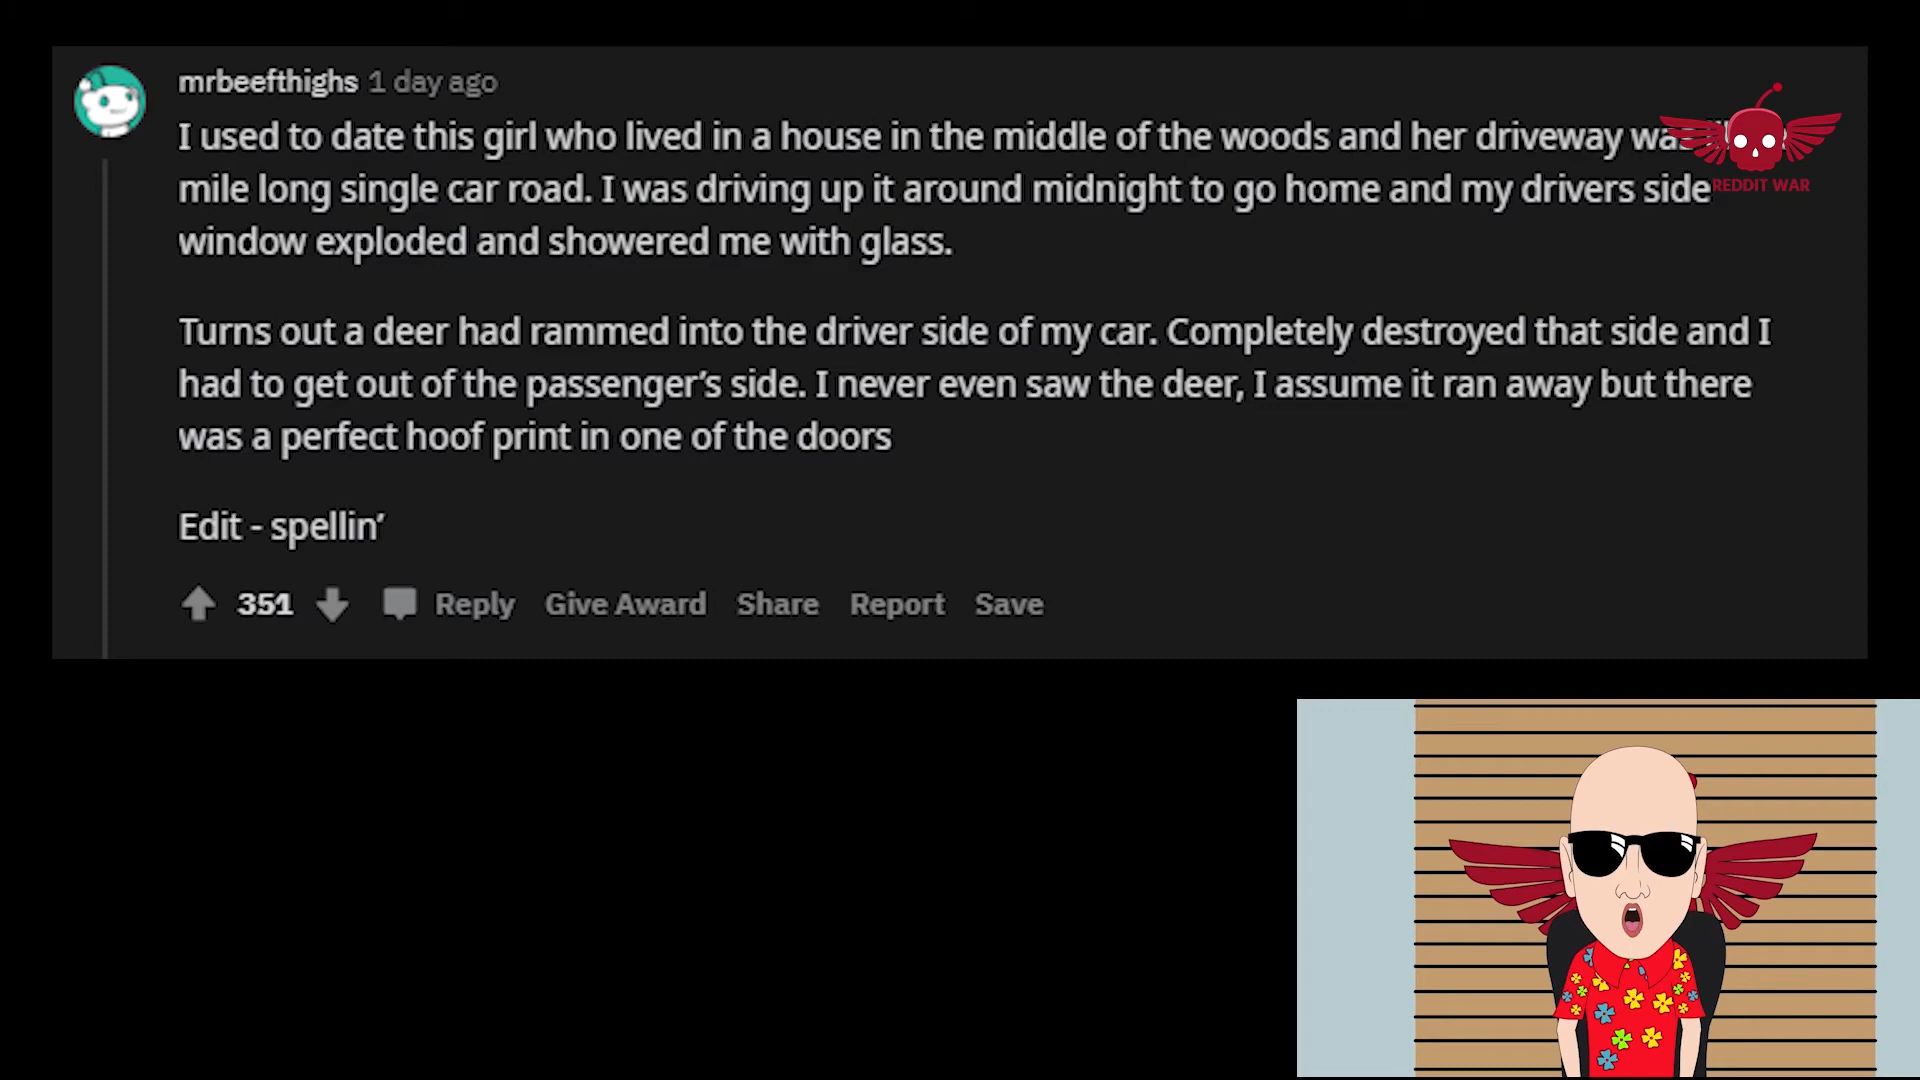 mrbeefthighs 1 day ago
I used to date this girl who lived in a house in the middle of the woods and her driveway was
mile long single car road. I was driving up it around midnight to go home and my drivers side
REDDIT WAR
window exploded and showered me with glass.
Turns out a deer had rammed into the driver side of my car. Completely destroyed that side and I
had to get out of the passenger's side. I never even saw the deer, I assume it ran away but there
was a perfect hoof print in one of the doors
Edit - spellin'
351 Reply Give Award Share Report Save